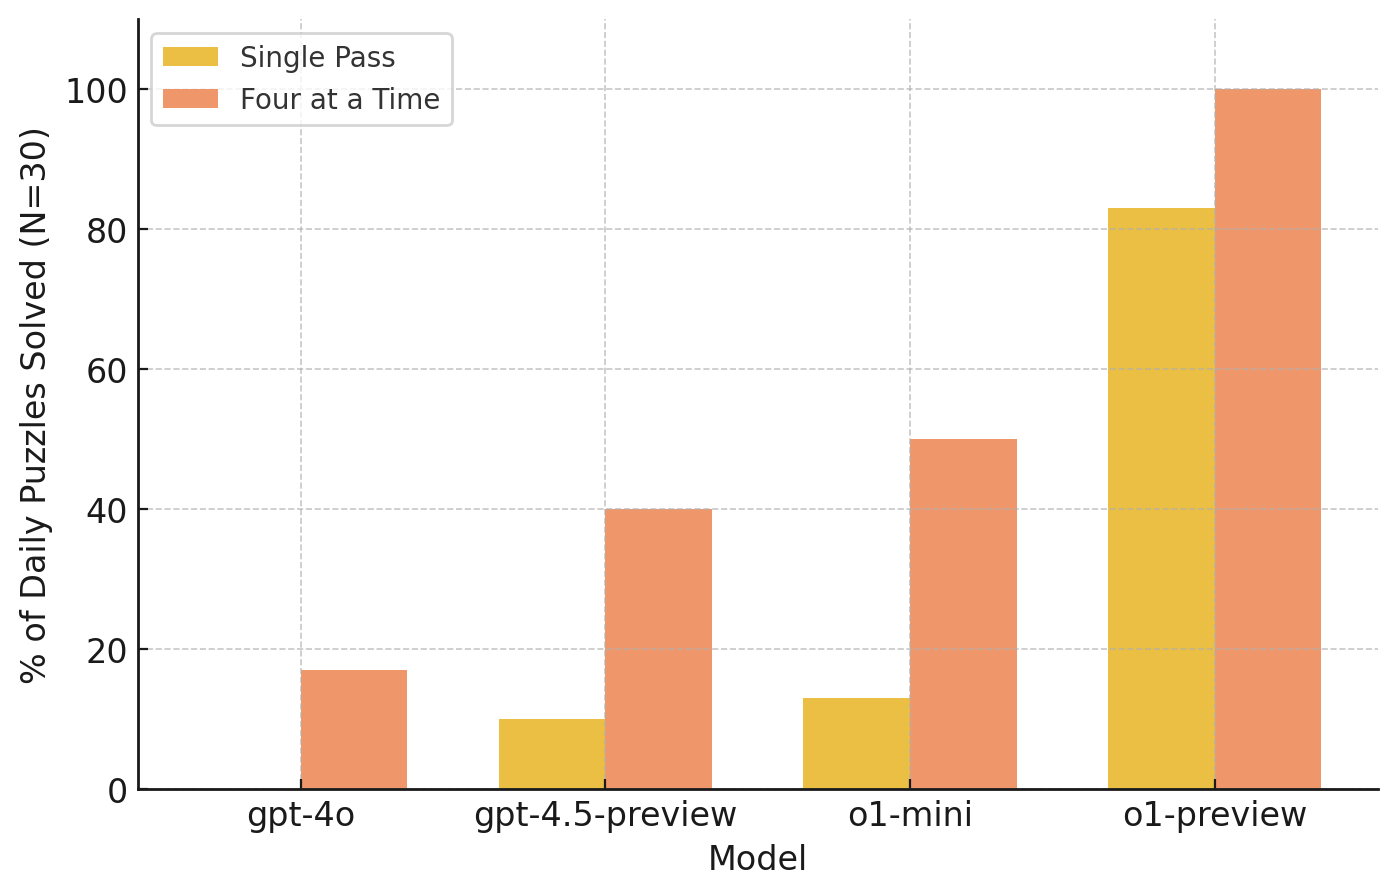 Single Pass
Four at a Time
% of Daily Puzzles Solved (N=30)
100
80
60
40
20
0
gpt-4o gpt-4.5-preview o1-mini o1-preview
Model